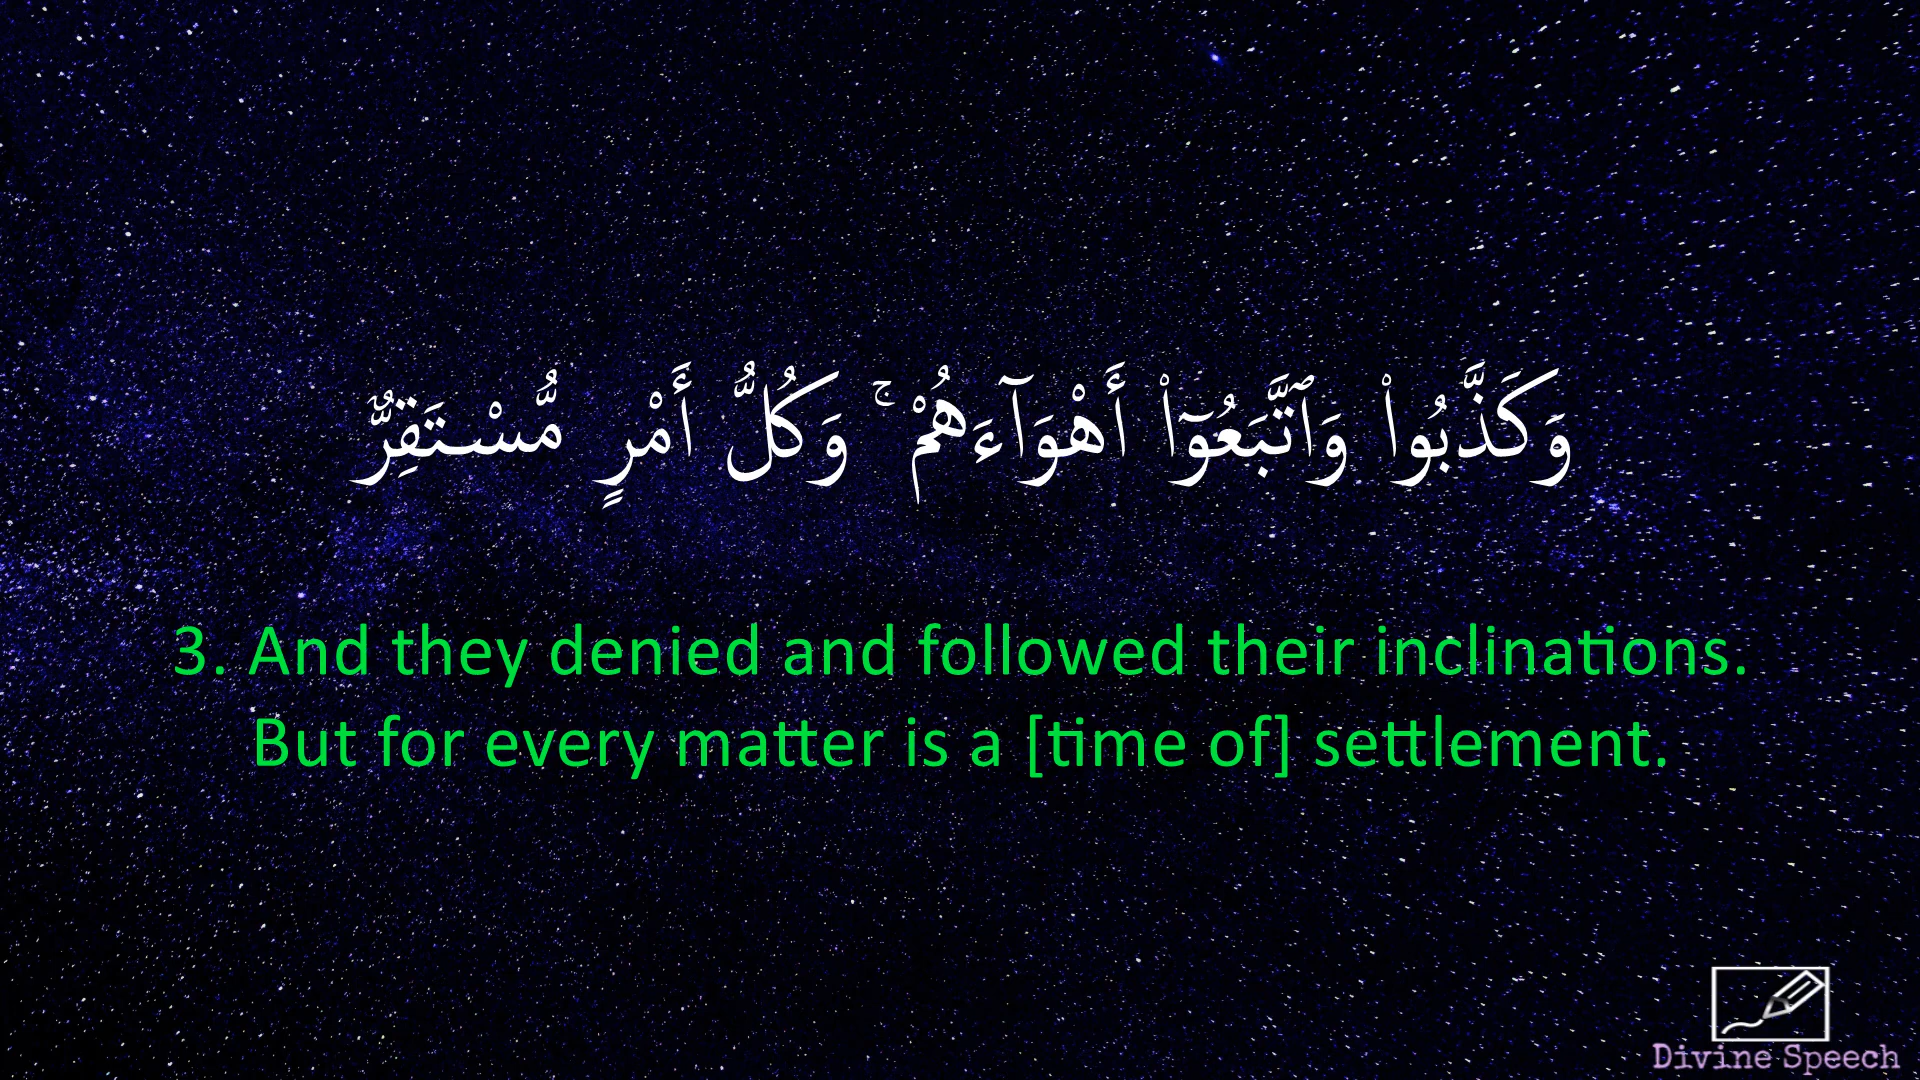 وَكَذَّبُوا۟ وَٱتَّبَعُوٓا۟ أَهْوَآءَهُمْ ۚ وَكُلُّ أَمْرٍ مُّسْتَقِرٌّ
3. And they denied and followed their inclinations.
But for every matter is a [time of] settlement.
Divine Speech